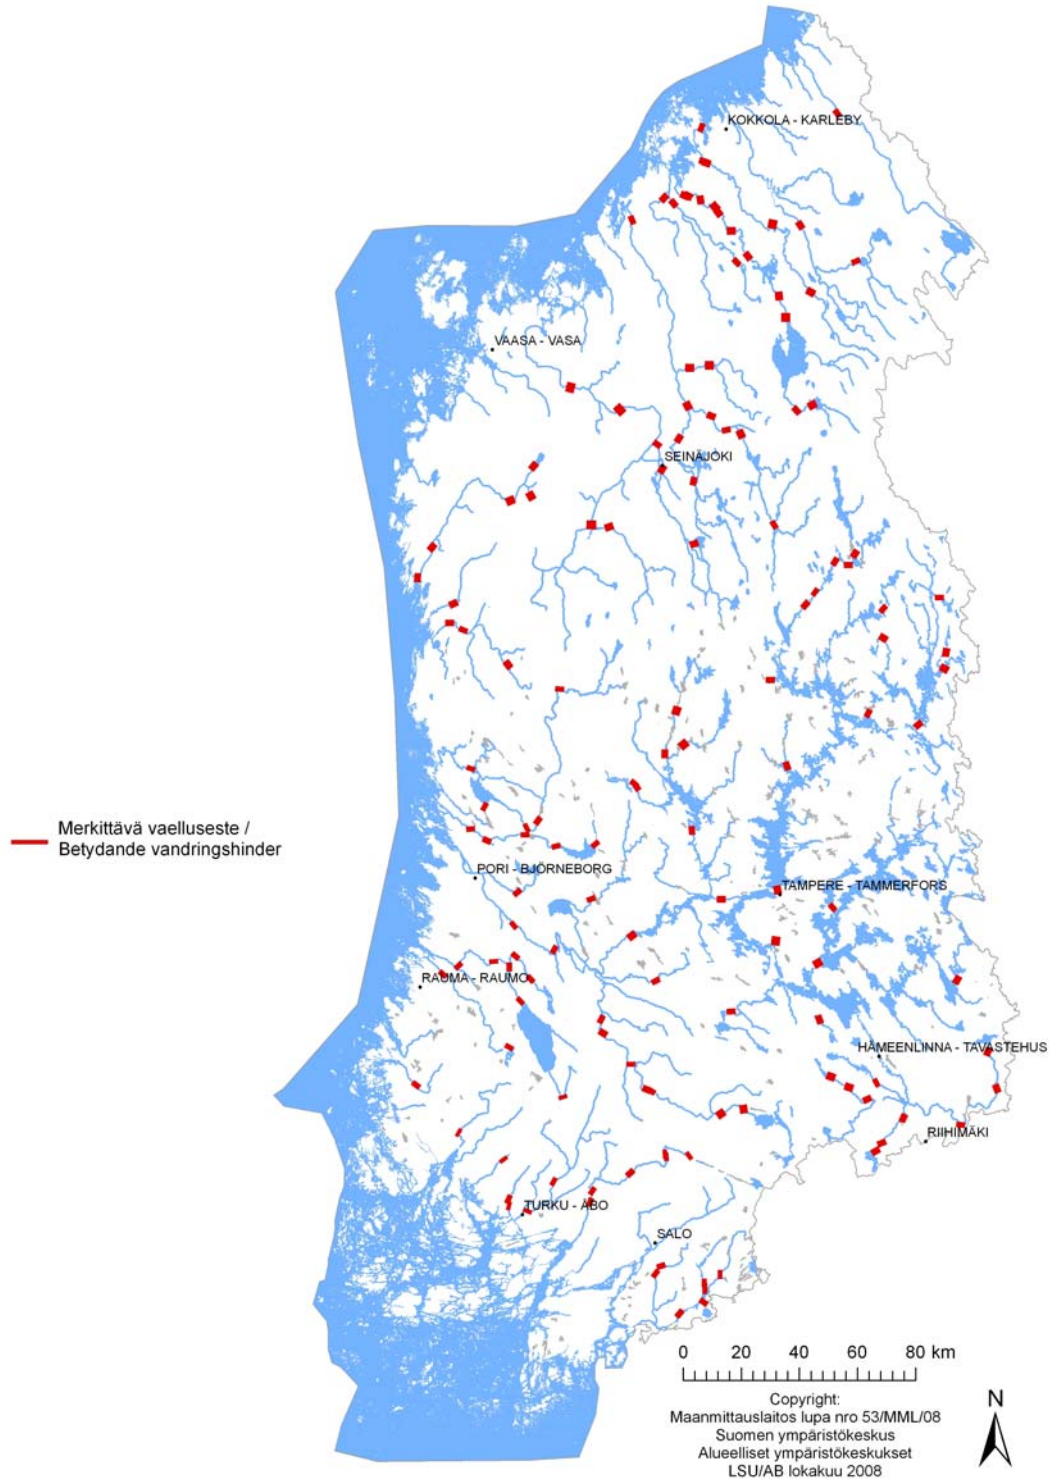 KOKKOLA - KARLEBY
VAASA - VASA
SEINÄJOKI
Merkittävä vaelluseste /
Betydande vandringshinder
PORI - BJÖRNEBORG
TAMPERE - TAMMERFORS
RAUMA - RAUMO
HÄMEENLINNA - TAVASTEHUS
RIIHIMÄKI
TURKU - ÅBO
SALO
0 20 40 60 80 km
N
Copyright:
Maanmittauslaitos lupa nro 53/MML/08
Suomen ympäristökeskus
Alueelliset ympäristökeskukset
LSU/AB lokakuu 2008